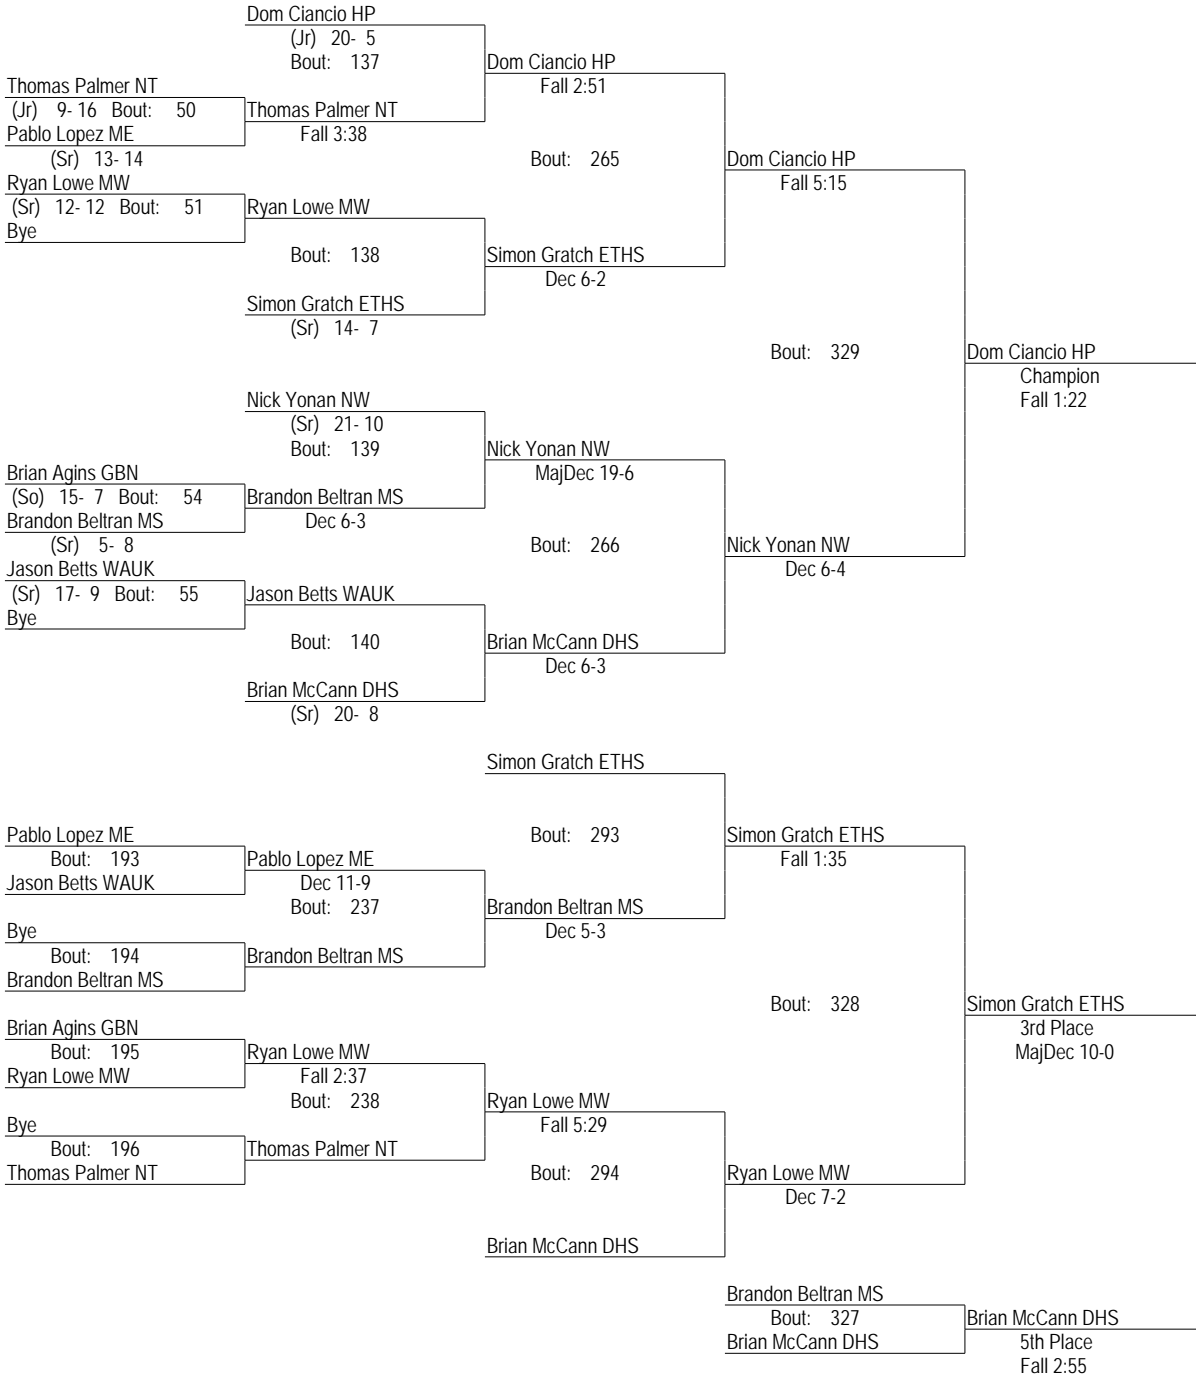 Dom Ciancio HP
(Jr) 20- 5
Bout: 137
Dom Ciancio HP
Fall 2:51
Thomas Palmer NT
(Jr) 9- 16 Bout: 50
Thomas Palmer NT
Fall 3:38
Pablo Lopez ME
(Sr) 13- 14
Bout: 265
Dom Ciancio HP
Fall 5:15
Ryan Lowe MW
(Sr) 12- 12 Bout: 51
Ryan Lowe MW
Bye
Bout: 138
Simon Gratch ETHS
Dec 6-2
Simon Gratch ETHS
(Sr) 14- 7
Bout: 329
Dom Ciancio HP
Champion
Fall 1:22
Nick Yonan NW
(Sr) 21- 10
Bout: 139
Nick Yonan NW
MajDec 19-6
Brian Agins GBN
(So) 15- 7 Bout: 54
Brandon Beltran MS
Dec 6-3
Brandon Beltran MS
(Sr) 5- 8
Bout: 266
Nick Yonan NW
Dec 6-4
Jason Betts WAUK
(Sr) 17- 9 Bout: 55
Jason Betts WAUK
Bye
Bout: 140
Brian McCann DHS
Dec 6-3
Brian McCann DHS
(Sr) 20- 8
Simon Gratch ETHS
Bout: 293
Simon Gratch ETHS
Fall 1:35
Pablo Lopez ME
Bout: 193
Pablo Lopez ME
Dec 11-9
Jason Betts WAUK
Bout: 237
Brandon Beltran MS
Dec 5-3
Bye
Bout: 194
Brandon Beltran MS
Brandon Beltran MS
Bout: 328
Simon Gratch ETHS
3rd Place
MajDec 10-0
Brian Agins GBN
Bout: 195
Ryan Lowe MW
Fall 2:37
Ryan Lowe MW
Bout: 238
Ryan Lowe MW
Fall 5:29
Bye
Bout: 196
Thomas Palmer NT
Thomas Palmer NT
Bout: 294
Ryan Lowe MW
Dec 7-2
Brian McCann DHS
Brandon Beltran MS
Bout: 327
Brian McCann DHS
Brian McCann DHS
5th Place
Fall 2:55